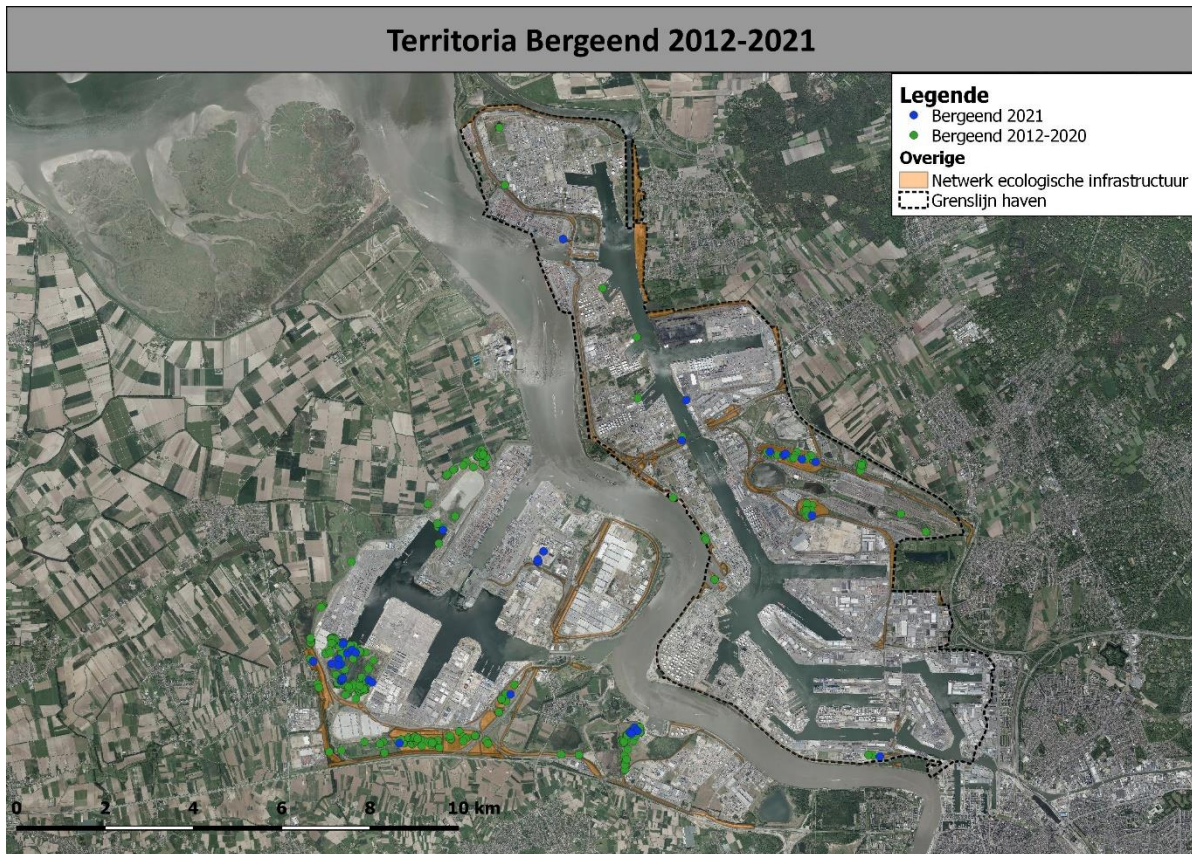 Territoria Bergeend 2012-2021
Legende
Bergeend 2021
Bergeend 2012-2020
Overige
Netwerk ecologische infrastructuur
Grenslijn haven
0 2 4 6 8 10 km